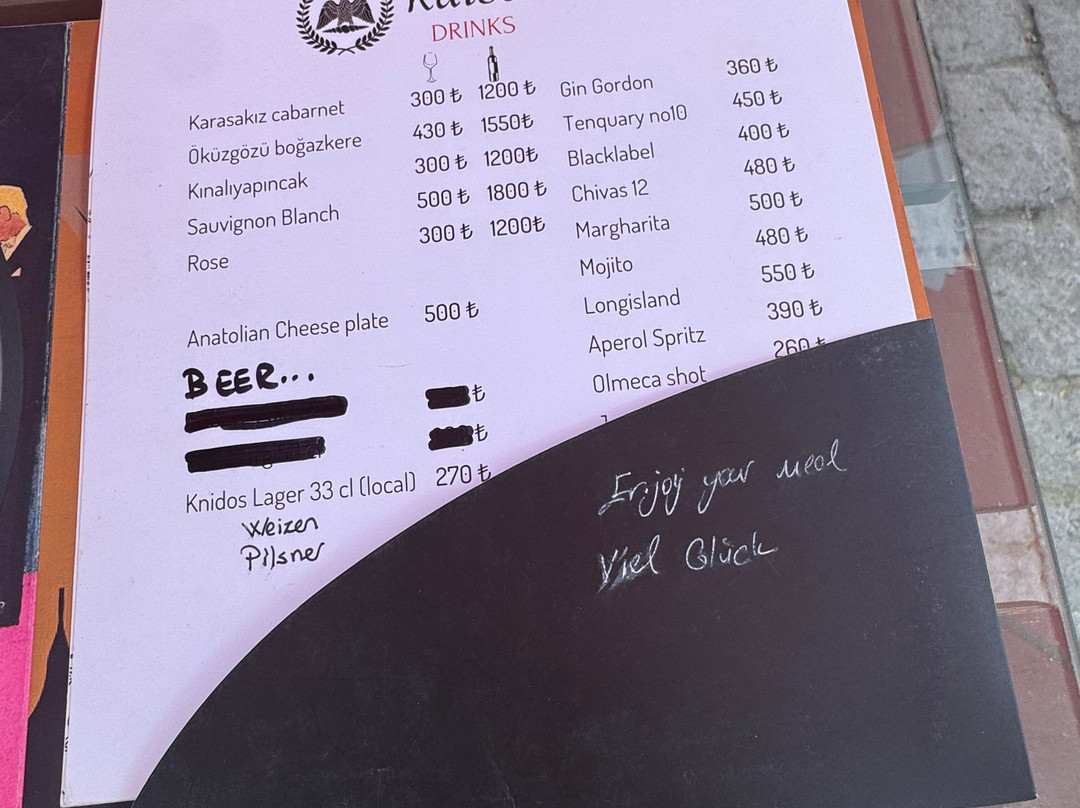 DRINKS
Karasakız cabarnet 300 ₺ 1200 ₺
Öküzgözü boğazkere 430 ₺ 1550₺
Kınalıyapıncak 300 ₺ 1200₺
Sauvignon Blanch 500 ₺ 1800 ₺
Rose 300 ₺ 1200₺
Anatolian Cheese plate 500 ₺
BEER...
₺
₺
Knidos Lager 33 cl (local) 270 ₺
Weizen
Pilsner
Gin Gordon 360 ₺
Tenquary no10 450 ₺
Blacklabel 400 ₺
Chivas 12 480 ₺
Margharita 500 ₺
Mojito 480 ₺
Longisland 550 ₺
Aperol Spritz 390 ₺
Olmeca shot 260 ₺
Enjoy your meal
Viel Glück